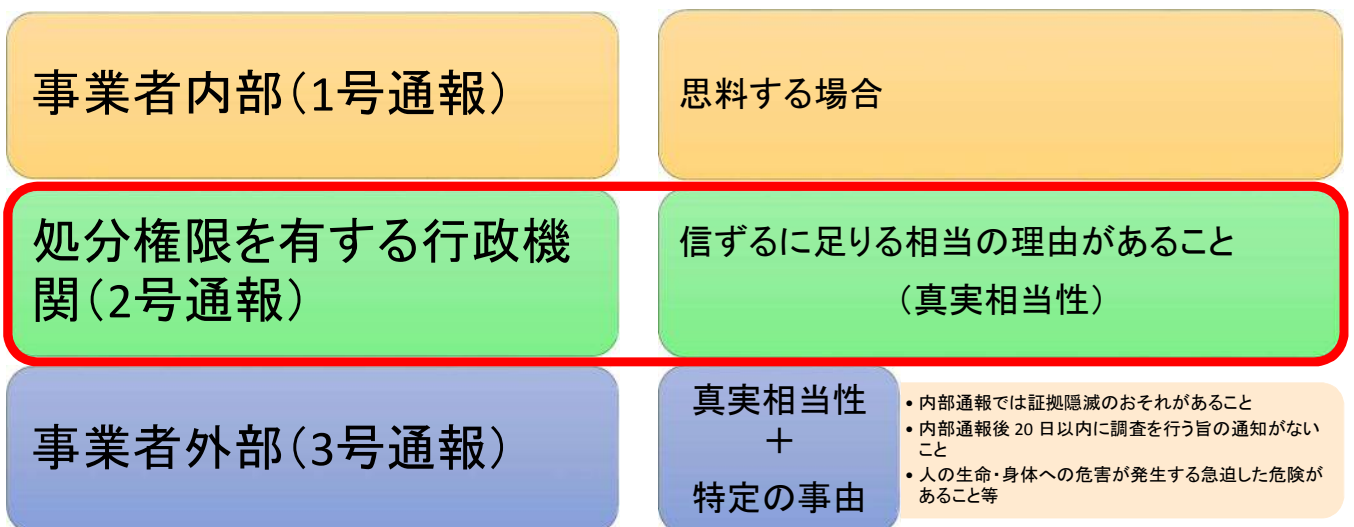 事業者内部(1号通報)
思料する場合
処分権限を有する行政機
関(2号通報)
信ずるに足りる相当の理由があること
(真実相当性)
事業者外部(3号通報)
真実相当性
＋
特定の事由
• 内部通報では証拠隠滅のおそれがあること
• 内部通報後 20 日以内に調査を行う旨の通知がない
こと
• 人の生命・身体への危害が発生する急迫した危険が
あること等